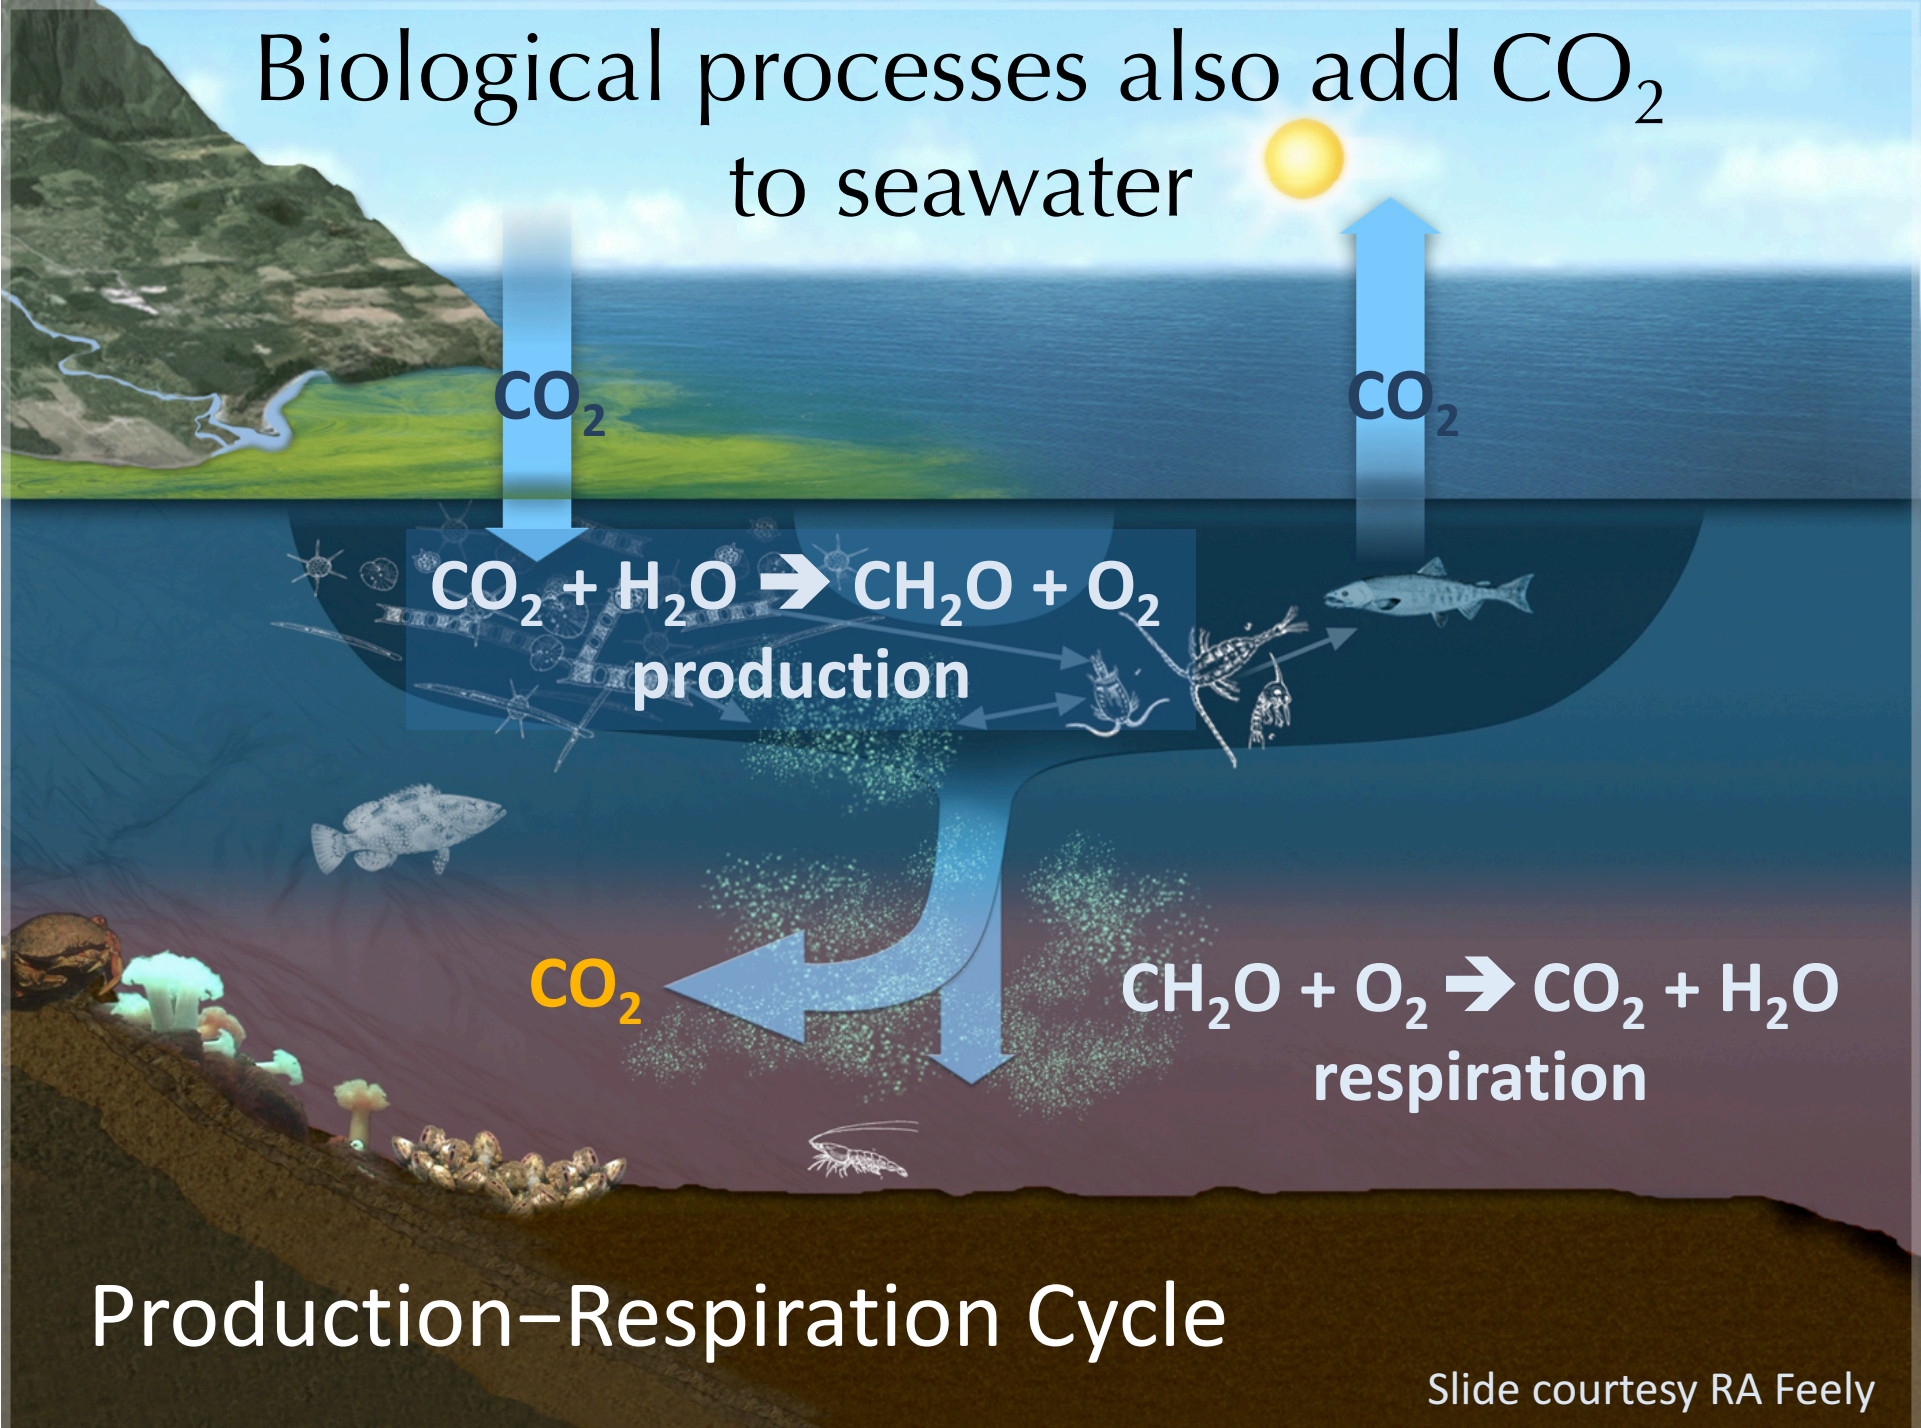 Biological processes also add CO₂
to seawater
CO₂
CO₂
CO₂ + H₂O ➔ CH₂O + O₂
production
CO₂
CH₂O + O₂ ➔ CO₂ + H₂O
respiration
Production–Respiration Cycle
Slide courtesy RA Feely